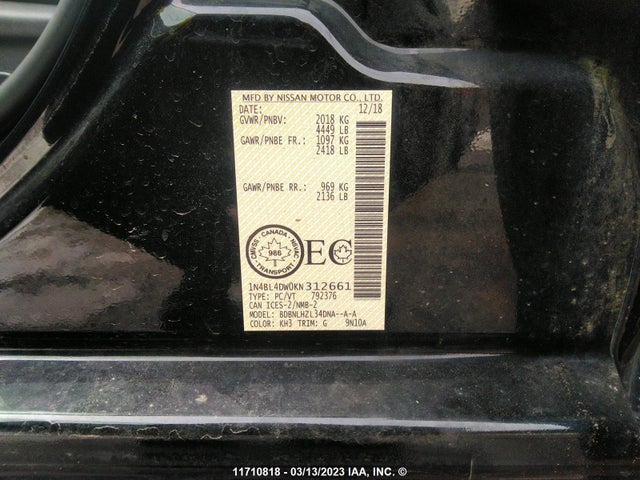 MFD BY NISSAN MOTOR CO., LTD.
DATE: 12/18
GVWR/PNBV: 2018 KG
4449 LB
GAWR/PNBE FR.: 1097 KG
2418 LB
GAWR/PNBE RR.: 969 KG
2136 LB
CANADA
CMVSS NSVAC
986
TRANSPORT
EC
1N4BL4DW0KN312661
TYPE: PC/VT 792376
CAN ICES-2/NMB-2
MODEL: BDBNLHZL34DNA--A-A
COLOR: KH3 TRIM: G 9N10A
11710818 - 03/13/2023 IAA, INC. ©